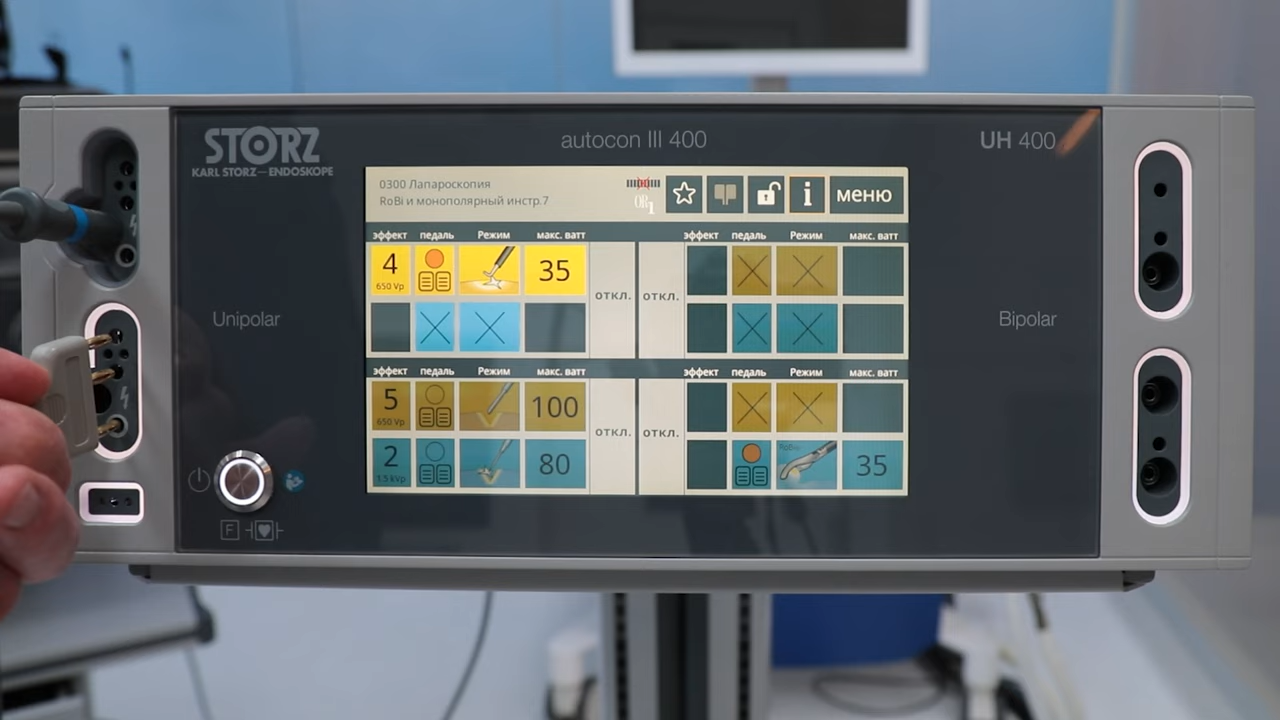 STORZ
KARL STORZ—ENDOSKOPE
autocon III 400
UH 400
0300 Лапароскопия
RoBi и монополярный инстр.7
OR1
i
меню
эффект педаль Режим макс. ватт
эффект педаль Режим макс. ватт
4
650 Vp
35
откл.
откл.
Unipolar
Bipolar
эффект педаль Режим макс. ватт
эффект педаль Режим макс. ватт
5
650 Vp
100
откл.
откл.
2
1.5 kVp
80
35
F